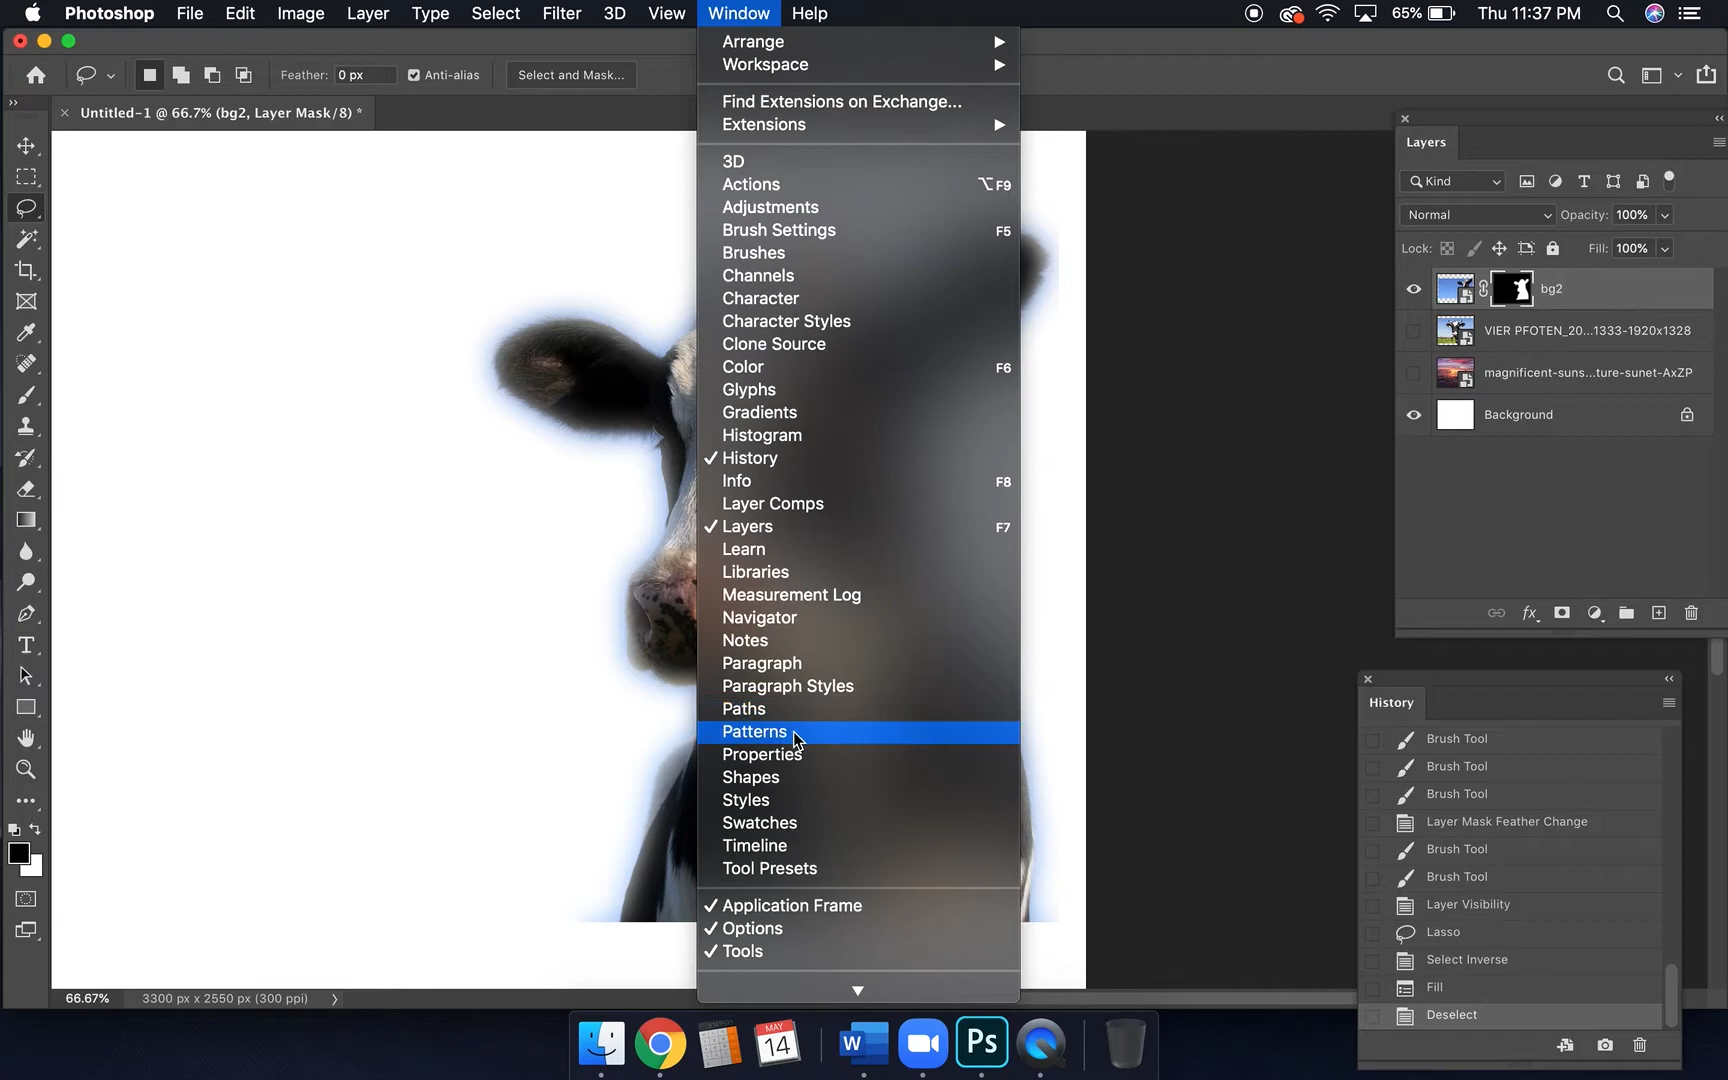 Photoshop File Edit Image Layer Type Select Filter 3D View Window Help 65% Thu 11:37 PM
Feather: 0 px Anti-alias Select and Mask...
Untitled-1 @ 66.7% (bg2, Layer Mask/8) *
Arrange
Workspace
Find Extensions on Exchange...
Extensions
3D
Actions ⌥F9
Adjustments
Brush Settings F5
Brushes
Channels
Character
Character Styles
Clone Source
Color F6
Glyphs
Gradients
Histogram
History
Info F8
Layer Comps
Layers F7
Learn
Libraries
Measurement Log
Navigator
Notes
Paragraph
Paragraph Styles
Paths
Patterns
Properties
Shapes
Styles
Swatches
Timeline
Tool Presets
Application Frame
Options
Tools
Layers
Kind
Normal Opacity: 100%
Lock: Fill: 100%
bg2
VIER PFOTEN_20...1333-1920x1328
magnificent-suns...ture-sunet-AxZP
Background
fx
History
Brush Tool
Brush Tool
Brush Tool
Layer Mask Feather Change
Brush Tool
Brush Tool
Layer Visibility
Lasso
Select Inverse
Fill
Deselect
66.67% 3300 px x 2550 px (300 ppi)
MAY
14
W
Ps